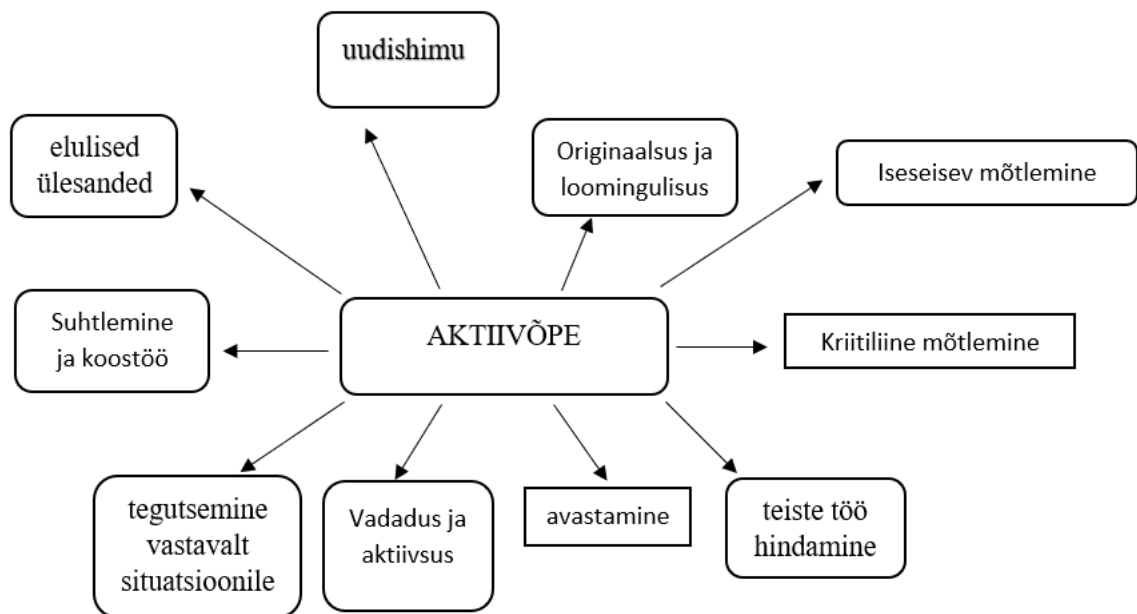 uudishimu
elulised
ülesanded
Originaalsus ja
loomingulisus
Iseseisev mõtlemine
Suhtlemine
ja koostöö
AKTIIVÕPE
Kriitiliine mõtlemine
tegutsemine
vastavalt
situatsioonile
Vadadus ja
aktiivsus
avastamine
teiste töö
hindamine